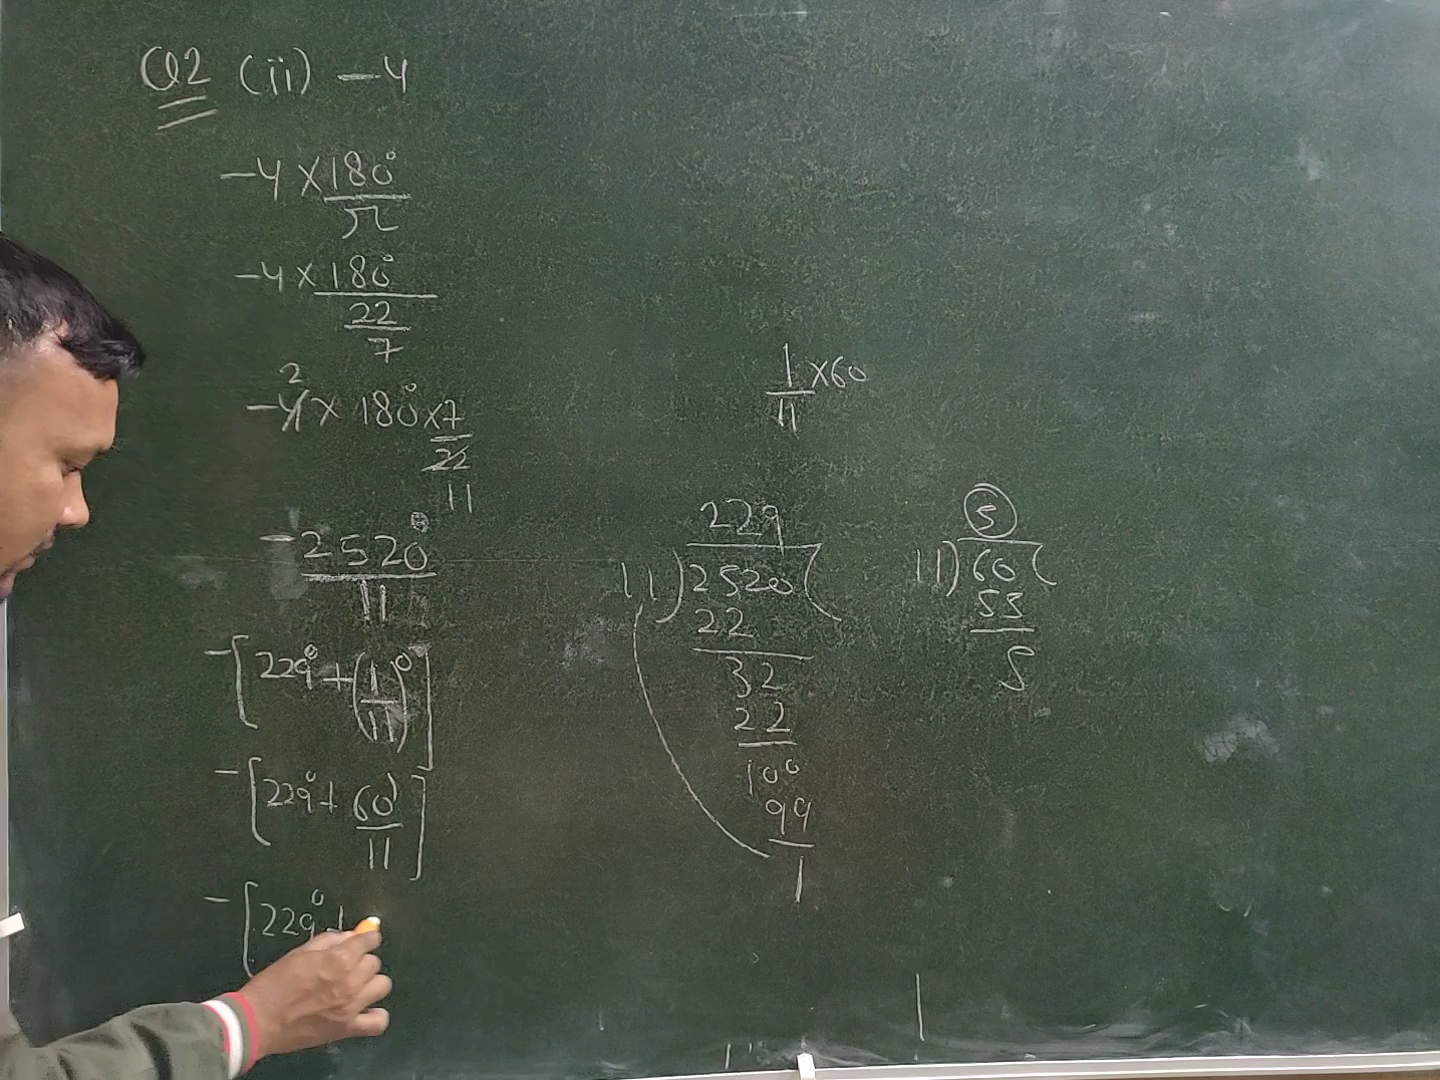 Q2 (ii) - 4
-4 × 180°
π
-4 × 180°
22
7
2
-4 × 180° × 7
22
11
-2520°
11
-[229° + (1/11)°]
-[229° + 60'/11]
-[229° +
1/11 × 60
229
11)2520(
22
32
22
100
99
1
5
11)60(
55
5